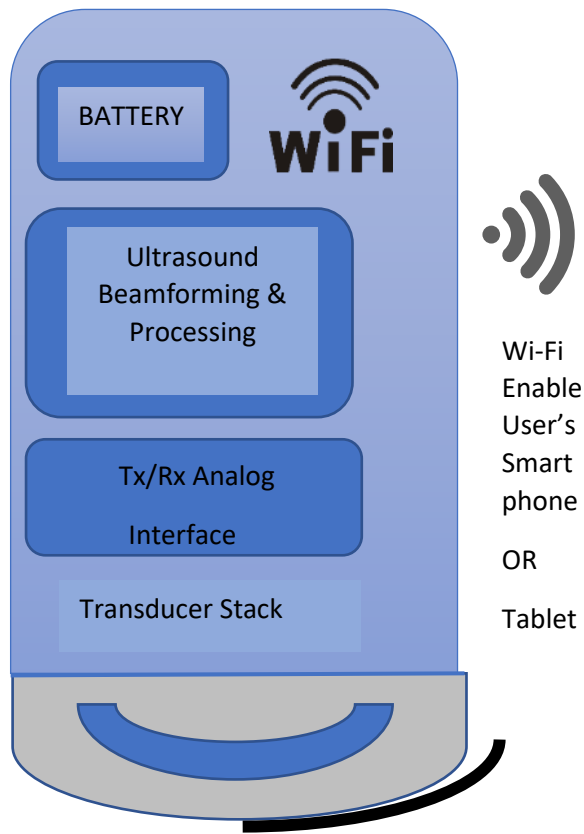 BATTERY
WiFi
Ultrasound
Beamforming &
Processing
Tx/Rx Analog
Interface
Transducer Stack
Wi-Fi
Enable
User's
Smart
phone
OR
Tablet